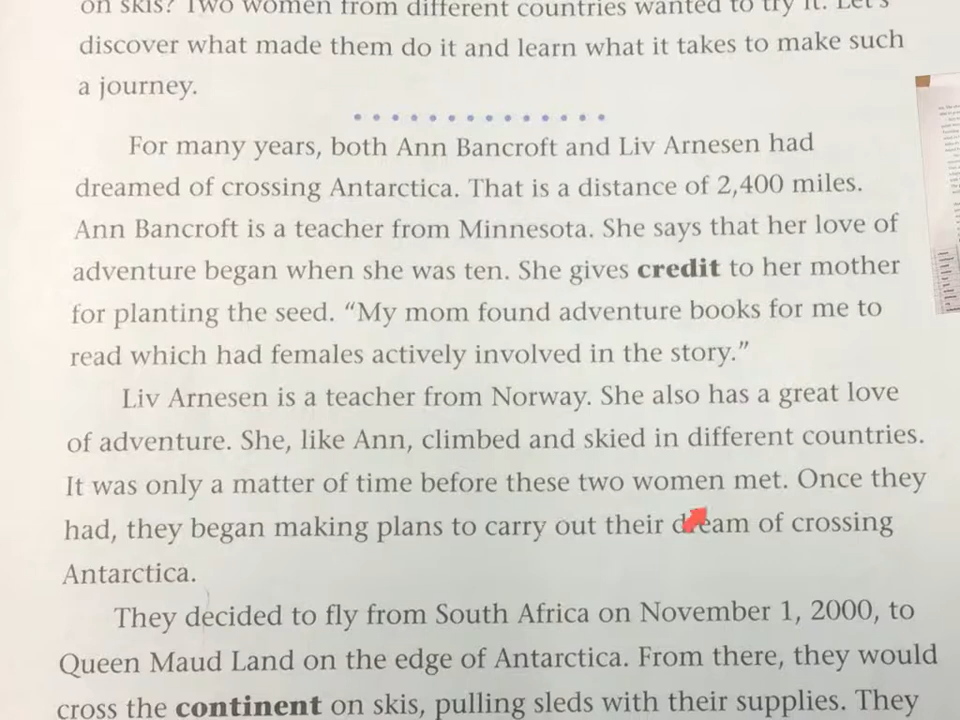 on skis? Two women from different countries wanted to try it. Let's
discover what made them do it and learn what it takes to make such
a journey.
For many years, both Ann Bancroft and Liv Arnesen had
dreamed of crossing Antarctica. That is a distance of 2,400 miles.
Ann Bancroft is a teacher from Minnesota. She says that her love of
adventure began when she was ten. She gives credit to her mother
for planting the seed. “My mom found adventure books for me to
read which had females actively involved in the story.”
Liv Arnesen is a teacher from Norway. She also has a great love
of adventure. She, like Ann, climbed and skied in different countries.
It was only a matter of time before these two women met. Once they
had, they began making plans to carry out their dream of crossing
Antarctica.
They decided to fly from South Africa on November 1, 2000, to
Queen Maud Land on the edge of Antarctica. From there, they would
cross the continent on skis, pulling sleds with their supplies. They